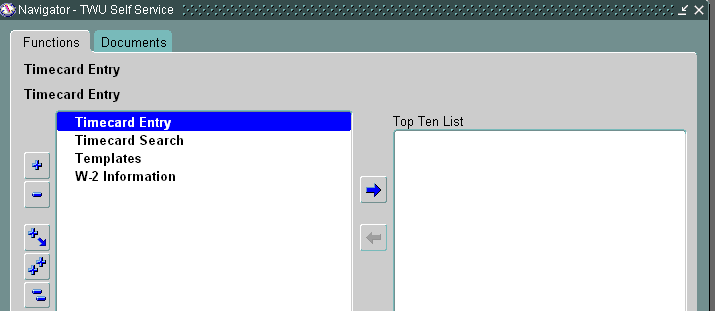 Navigator - TWU Self Service
Functions
Documents
Timecard Entry
Timecard Entry
Timecard Entry
Timecard Search
Templates
W-2 Information
Top Ten List